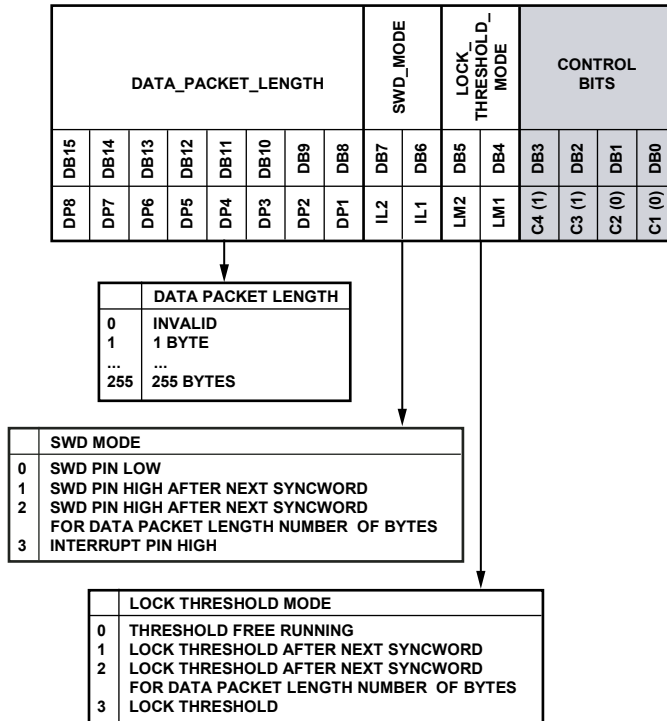 DATA_PACKET_LENGTH
SWD_MODE
LOCK_
THRESHOLD_
MODE
CONTROL
BITS
DB15 DB14 DB13 DB12 DB11 DB10 DB9 DB8 DB7 DB6 DB5 DB4 DB3 DB2 DB1 DB0
DP8 DP7 DP6 DP5 DP4 DP3 DP2 DP1 IL2 IL1 LM2 LM1 C4 (1) C3 (1) C2 (0) C1 (0)
DATA PACKET LENGTH
0 INVALID
1 1 BYTE
... ...
255 255 BYTES
SWD MODE
0 SWD PIN LOW
1 SWD PIN HIGH AFTER NEXT SYNCWORD
2 SWD PIN HIGH AFTER NEXT SYNCWORD
FOR DATA PACKET LENGTH NUMBER OF BYTES
3 INTERRUPT PIN HIGH
LOCK THRESHOLD MODE
0 THRESHOLD FREE RUNNING
1 LOCK THRESHOLD AFTER NEXT SYNCWORD
2 LOCK THRESHOLD AFTER NEXT SYNCWORD
FOR DATA PACKET LENGTH NUMBER OF BYTES
3 LOCK THRESHOLD